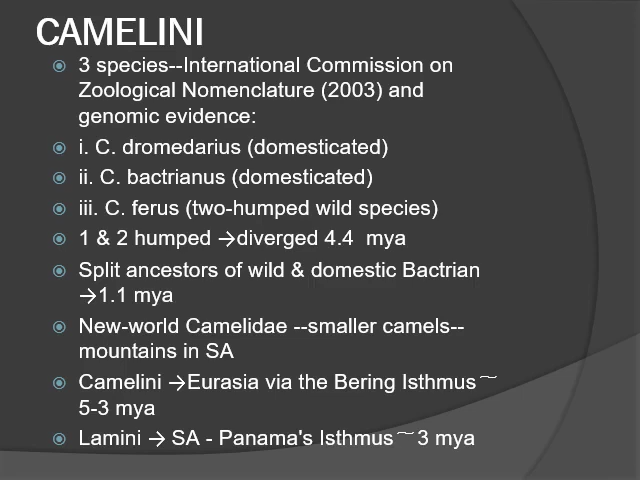 CAMELINI
3 species--International Commission on
Zoological Nomenclature (2003) and
genomic evidence:
i. C. dromedarius (domesticated)
ii. C. bactrianus (domesticated)
iii. C. ferus (two-humped wild species)
1 & 2 humped →diverged 4.4  mya
Split ancestors of wild & domestic Bactrian
→1.1 mya
New-world Camelidae --smaller camels--
mountains in SA
Camelini →Eurasia via the Bering Isthmus ~
5-3 mya
Lamini → SA - Panama's Isthmus ~ 3 mya